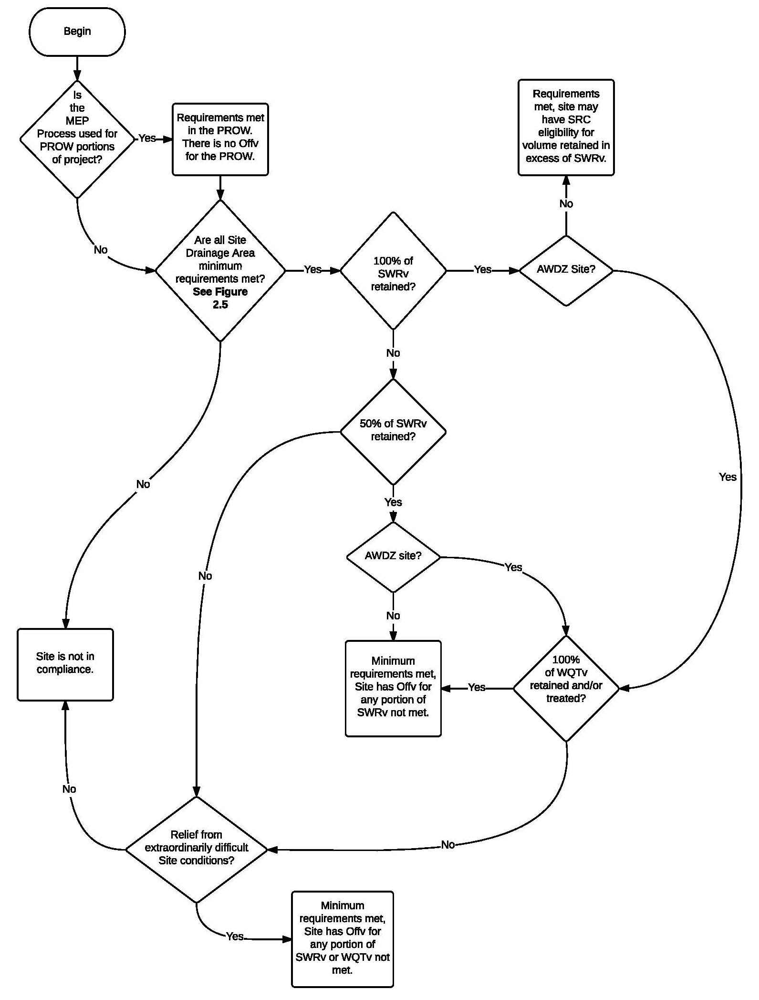 Begin
Is
the
MEP
Process used for
PROW portions
of project?
Yes
Requirements met
in the PROW.
There is no Offv
for the PROW.
No
Are all Site
Drainage Area
minimum
requirements met?
See Figure
2.5
Yes
100% of
SWRv
retained?
Yes
AWDZ Site?
No
Requirements
met, site may
have SRC
eligibility for
volume retained in
excess of SWRv.
Yes
No
50% of SWRv
retained?
Yes
AWDZ site?
Yes
No
Minimum
requirements met,
Site has Offv for
any portion of
SWRv not met.
Yes
100%
of WQTv
retained and/or
treated?
No
No
No
Site is not in
compliance.
No
Relief from
extraordinarily difficult
Site conditions?
Yes
Minimum
requirements met,
Site has Offv for
any portion of
SWRv or WQTv not
met.